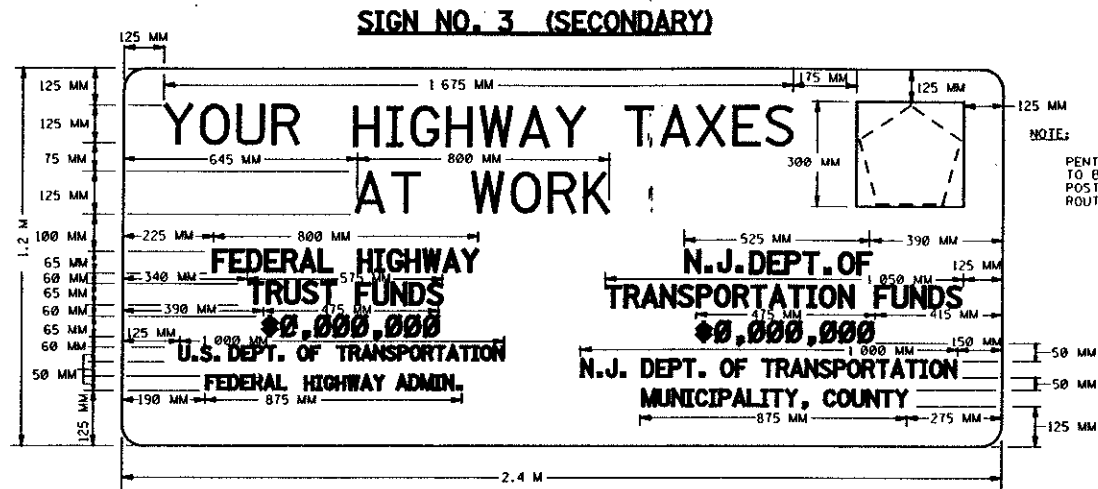 SIGN NO. 3 (SECONDARY)
125 MM
1 675 MM
175 MM
125 MM
125 MM
125 MM
125 MM
YOUR HIGHWAY TAXES
NOTE:
645 MM
800 MM
300 MM
75 MM
PENT
TO B
POST
ROUT
125 MM
AT WORK
1.2 M
100 MM
225 MM
800 MM
525 MM
390 MM
65 MM
FEDERAL HIGHWAY
N.J.DEPT.OF
60 MM
340 MM
575 MM
1 050 MM
125 MM
65 MM
TRUST FUNDS
TRANSPORTATION FUNDS
60 MM
390 MM
475 MM
475 MM
415 MM
65 MM
$0,000,000
$0,000,000
60 MM
125 MM
1 000 MM
1 000 MM
150 MM
50 MM
U.S. DEPT. OF TRANSPORTATION
N.J. DEPT. OF TRANSPORTATION
50 MM
FEDERAL HIGHWAY ADMIN.
50 MM
190 MM
875 MM
MUNICIPALITY, COUNTY
125 MM
875 MM
275 MM
125 MM
2.4 M